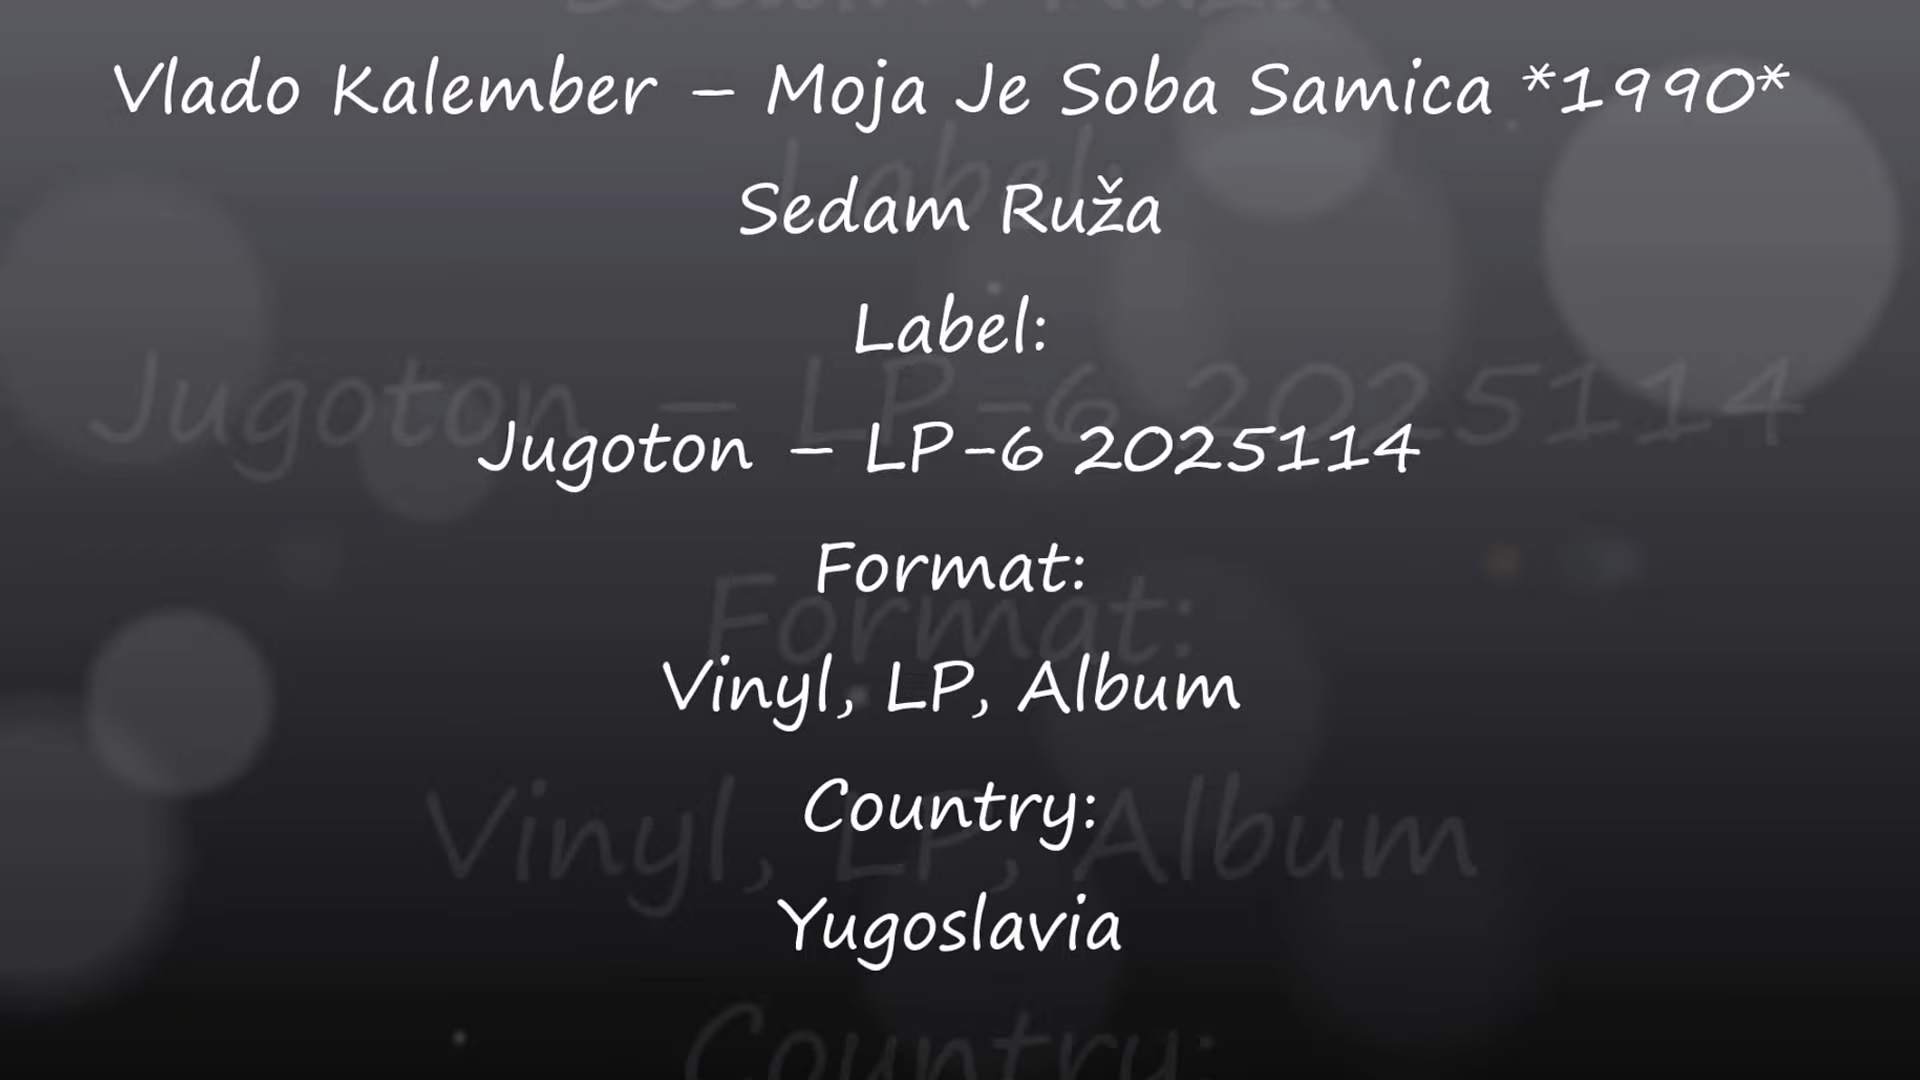 Vlado Kalember – Moja Je Soba Samica *1990*
Sedam Ruža
Label:
Jugoton – LP-6 2025114
Format:
Vinyl, LP, Album
Country:
Yugoslavia